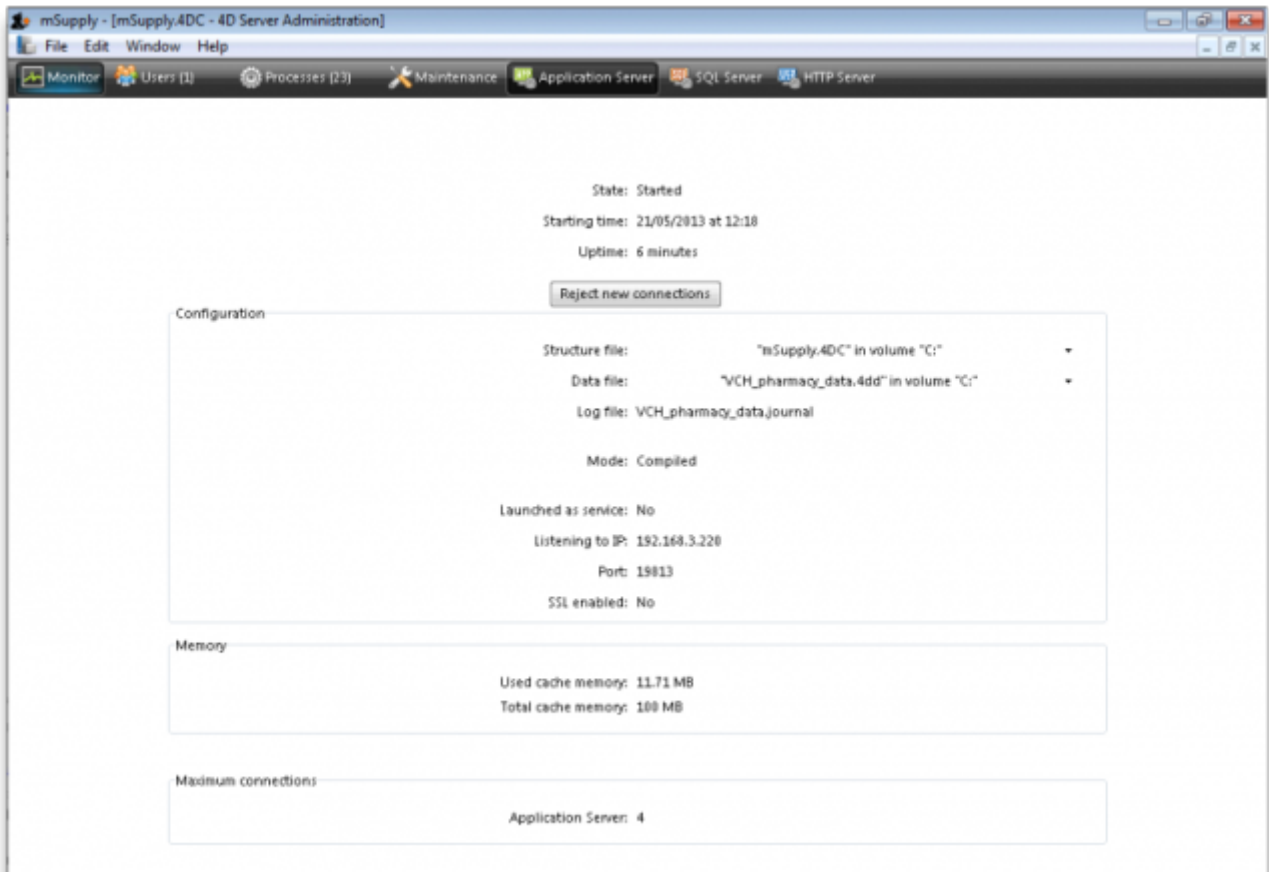 mSupply - [mSupply.4DC - 4D Server Administration]
File Edit Window Help
Monitor Users (1) Processes (23) Maintenance Application Server SQL Server HTTP Server
State: Started
Starting time: 21/05/2013 at 12:18
Uptime: 6 minutes
Reject new connections
Configuration
Structure file: "mSupply.4DC" in volume "C:"
Data file: "VCH_pharmacy_data.4dd" in volume "C:"
Log file: VCH_pharmacy_data.journal
Mode: Compiled
Launched as service: No
Listening to IP: 192.168.3.220
Port: 19813
SSL enabled: No
Memory
Used cache memory: 11.71 MB
Total cache memory: 100 MB
Maximum connections
Application Server: 4